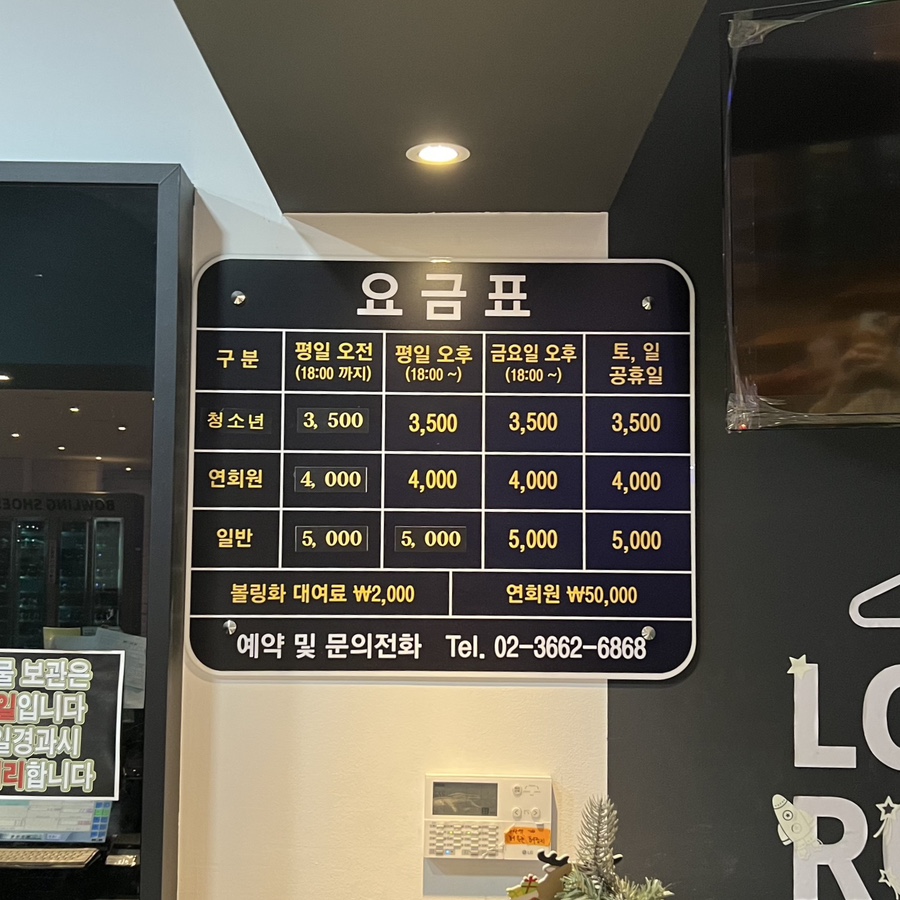 요금표
구분 평일 오전 (18:00 까지) 평일 오후 (18:00 ~) 금요일 오후 (18:00 ~) 토, 일 공휴일
청소년 3,500 3,500 3,500 3,500
연회원 4,000 4,000 4,000 4,000
일반 5,000 5,000 5,000 5,000
볼링화 대여료 ₩2,000 연회원 ₩50,000
예약 및 문의전화 Tel. 02-3662-6868
BOWLING SHOES
보관은
일입니다
일경과시
리합니다
LO
RO